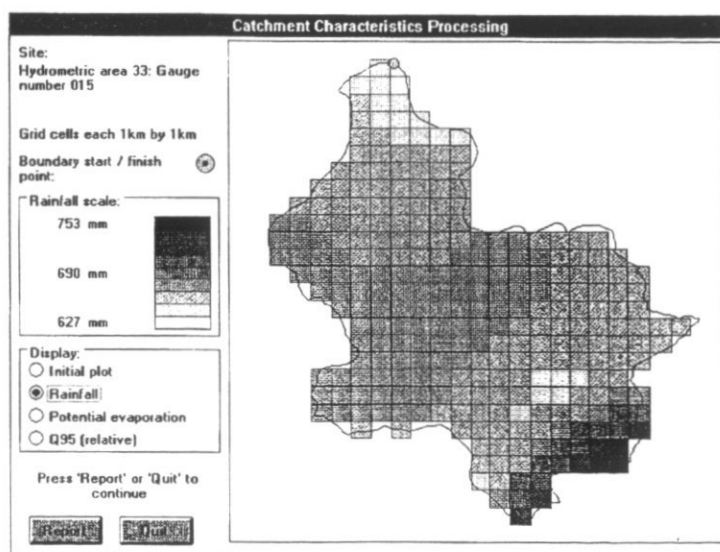 Catchment Characteristics Processing
Site:
Hydrometric area 33: Gauge
number 015
Grid cells each 1km by 1km
Boundary start / finish
point:
Rainfall scale:
753 mm
690 mm
627 mm
Display:
Initial plot
Rainfall
Potential evaporation
Q95 (relative)
Press 'Report' or 'Quit' to
continue
Report
Quit